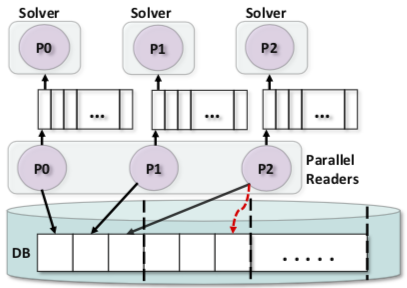 Solver Solver Solver
P0 P1 P2
... ... ...
P0 P1 P2 Parallel
Readers
DB
.....